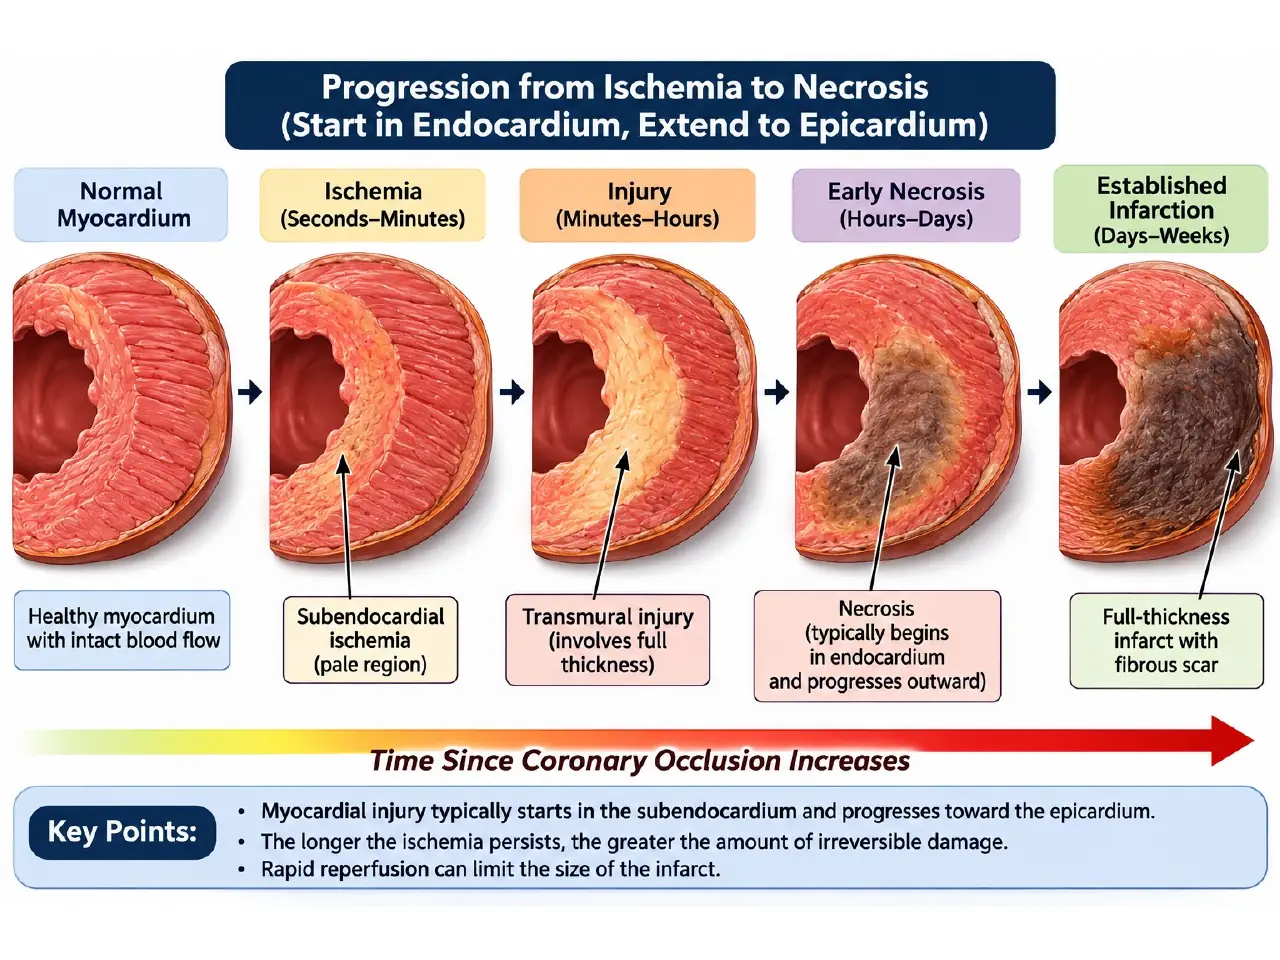 Progression from Ischemia to Necrosis
(Start in Endocardium, Extend to Epicardium)
Normal
Myocardium
Ischemia
(Seconds–Minutes)
Injury
(Minutes–Hours)
Early Necrosis
(Hours–Days)
Established
Infarction
(Days–Weeks)
Healthy myocardium
with intact blood flow
Subendocardial
ischemia
(pale region)
Transmural injury
(involves full
thickness)
Necrosis
(typically begins
in endocardium
and progresses outward)
Full-thickness
infarct with
fibrous scar
Time Since Coronary Occlusion Increases
Key Points:
• Myocardial injury typically starts in the subendocardium and progresses toward the epicardium.
• The longer the ischemia persists, the greater the amount of irreversible damage.
• Rapid reperfusion can limit the size of the infarct.